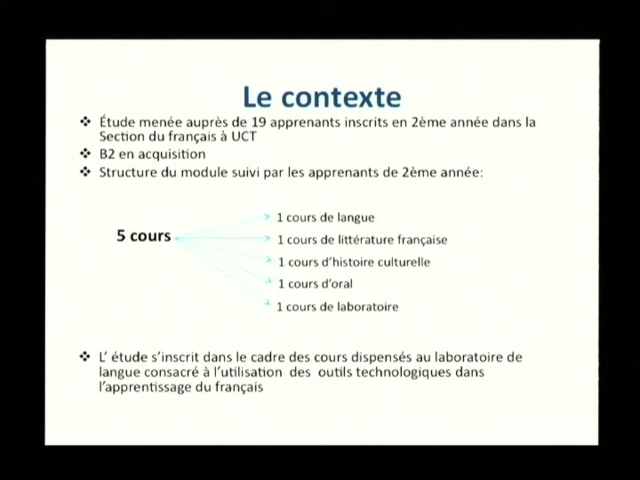 Le contexte
❖ Étude menée auprès de 19 apprenants inscrits en 2ème année dans la
Section du français à UCT
❖ B2 en acquisition
❖ Structure du module suivi par les apprenants de 2ème année:
5 cours
1 cours de langue
1 cours de littérature française
1 cours d'histoire culturelle
1 cours d'oral
1 cours de laboratoire
❖ L' étude s'inscrit dans le cadre des cours dispensés au laboratoire de
langue consacré à l'utilisation des outils technologiques dans
l'apprentissage du français